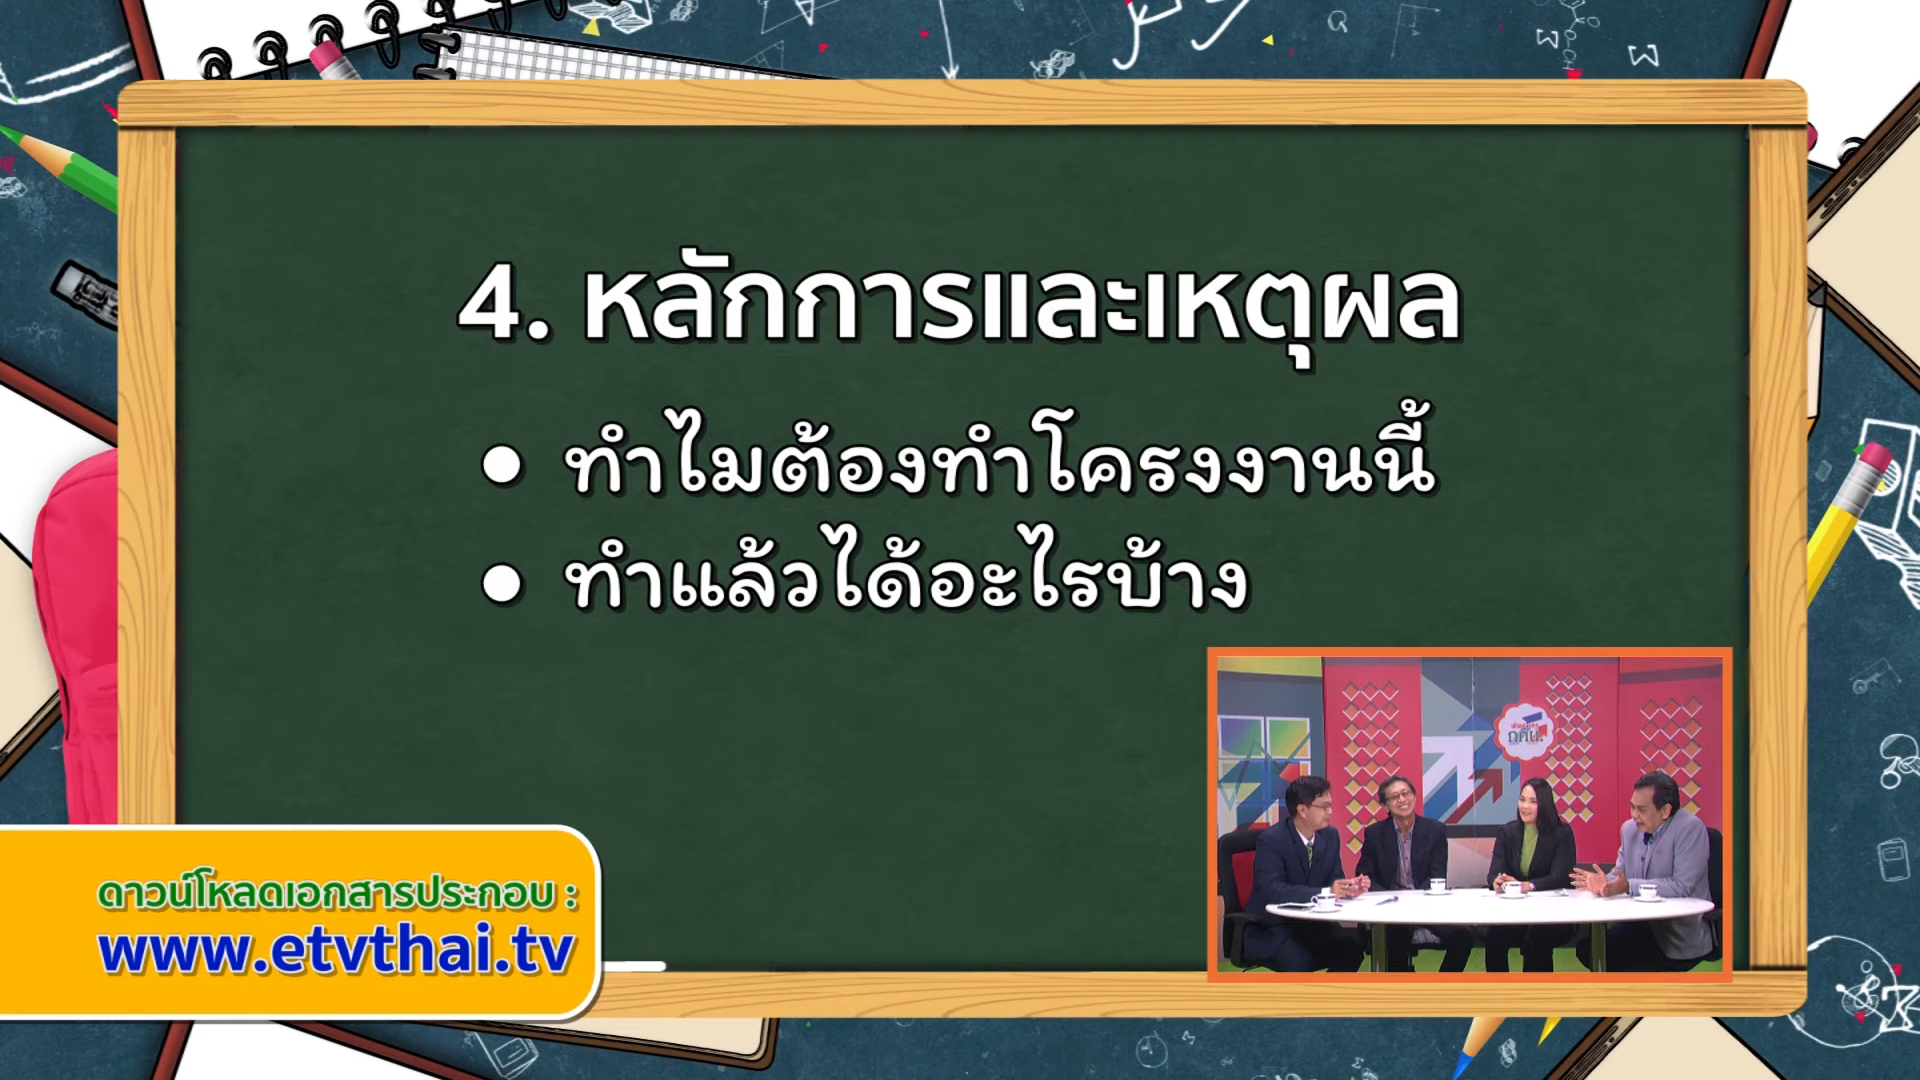 4. หลักการและเหตุผล
• ทำไมต้องทำโครงงานนี้
• ทำแล้วได้อะไรบ้าง
กศน.
ดาวน์โหลดเอกสารประกอบ :
www.etvthai.tv